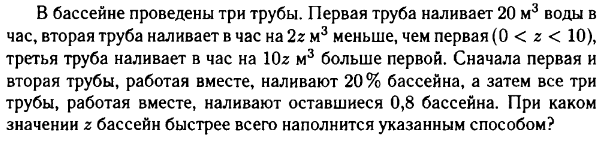 В бассейне проведены три трубы. Первая труба наливает 20 м³ воды в
час, вторая труба наливает в час на 2z м³ меньше, чем первая (0 < z < 10),
третья труба наливает в час на 10z м³ больше первой. Сначала первая и
вторая трубы, работая вместе, наливают 20 % бассейна, а затем все три
трубы, работая вместе, наливают оставшиеся 0,8 бассейна. При каком
значении z бассейн быстрее всего наполнится указанным способом?